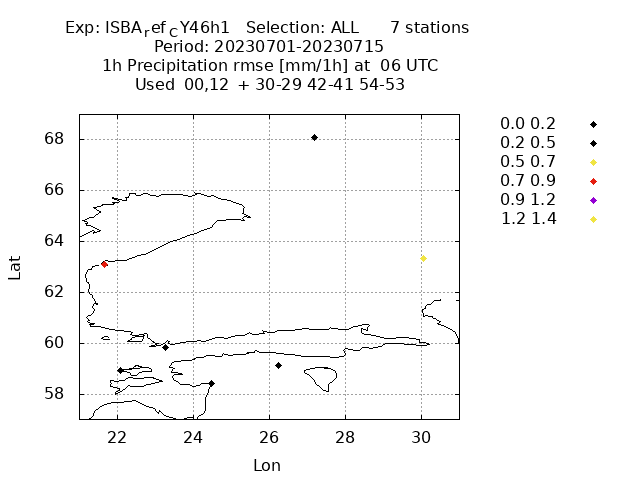 Exp: ISBArefCY46h1   Selection: ALL      7 stations
Period: 20230701-20230715
1h Precipitation rmse [mm/1h] at  06 UTC
Used  00,12  + 30-29 42-41 54-53
0.0 0.2
0.2 0.5
0.5 0.7
0.7 0.9
0.9 1.2
1.2 1.4
68
66
64
62
60
58
Lat
22 24 26 28 30
Lon